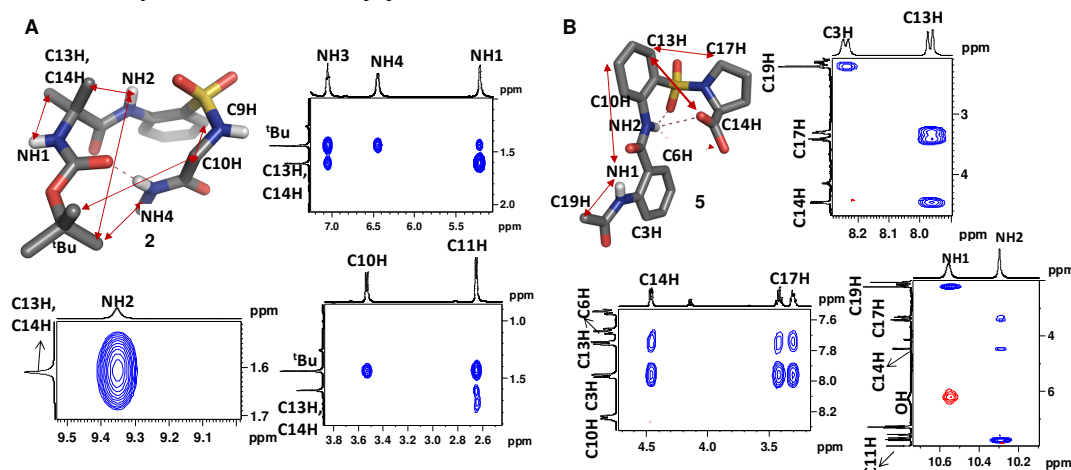 A
C13H,
C14H
NH2
C9H
NH1
C10H
NH4
tBu
2
NH3
NH4
NH1
ppm
tBu
C13H,
C14H
1.5
2.0
7.0
6.5
6.0
5.5
ppm
C13H,
C14H
NH2
ppm
1.6
1.7
9.5
9.4
9.3
9.2
9.1
ppm
C10H
C11H
ppm
tBu
C13H,
C14H
1.0
1.5
2.0
3.8
3.6
3.4
3.2
3.0
2.8
2.6
ppm
B
C13H
C17H
C10H
NH2
C14H
C6H
NH1
C19H
5
C3H
C3H
C13H
ppm
C19H
C17H
C14H
3
4
8.2
8.0
ppm
C14H
C17H
ppm
C6H
C13H
C3H
C10H
7.6
7.8
8.0
8.2
4.5
4.0
3.5
ppm
NH1
NH2
ppm
C19H
C17H
C14H
OH
C11H
4
6
10.6
10.4
10.2
ppm